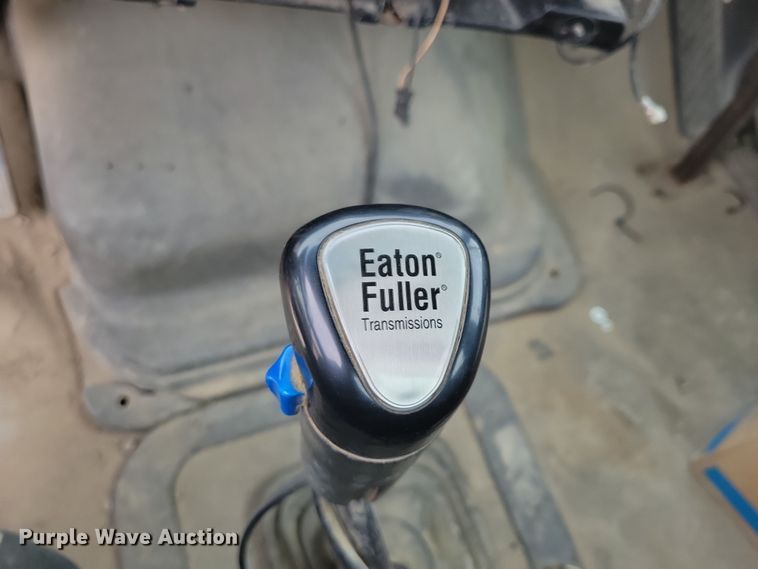 Eaton®
Fuller®
Transmissions
Purple Wave Auction